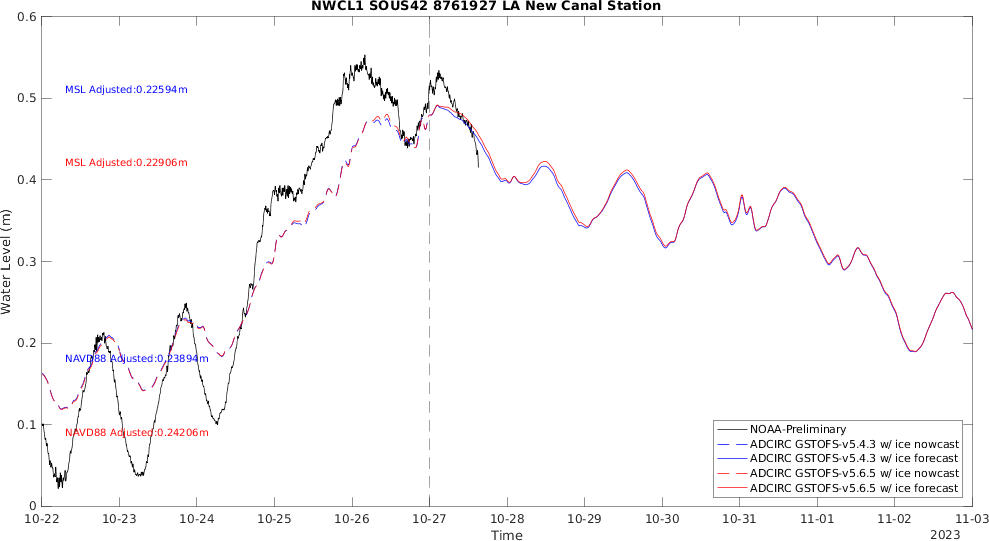 NWCL1 SOUS42 8761927 LA New Canal Station
0.6
0.5
0.4
0.3
0.2
0.1
0
Water Level (m)
MSL Adjusted:0.22594m
MSL Adjusted:0.22906m
NAVD88 Adjusted:0.23894m
NAVD88 Adjusted:0.24206m
NOAA-Preliminary
ADCIRC GSTOFS-v5.4.3 w/ ice nowcast
ADCIRC GSTOFS-v5.4.3 w/ ice forecast
ADCIRC GSTOFS-v5.6.5 w/ ice nowcast
ADCIRC GSTOFS-v5.6.5 w/ ice forecast
10-22 10-23 10-24 10-25 10-26 10-27 10-28 10-29 10-30 10-31 11-01 11-02 11-03
Time
2023